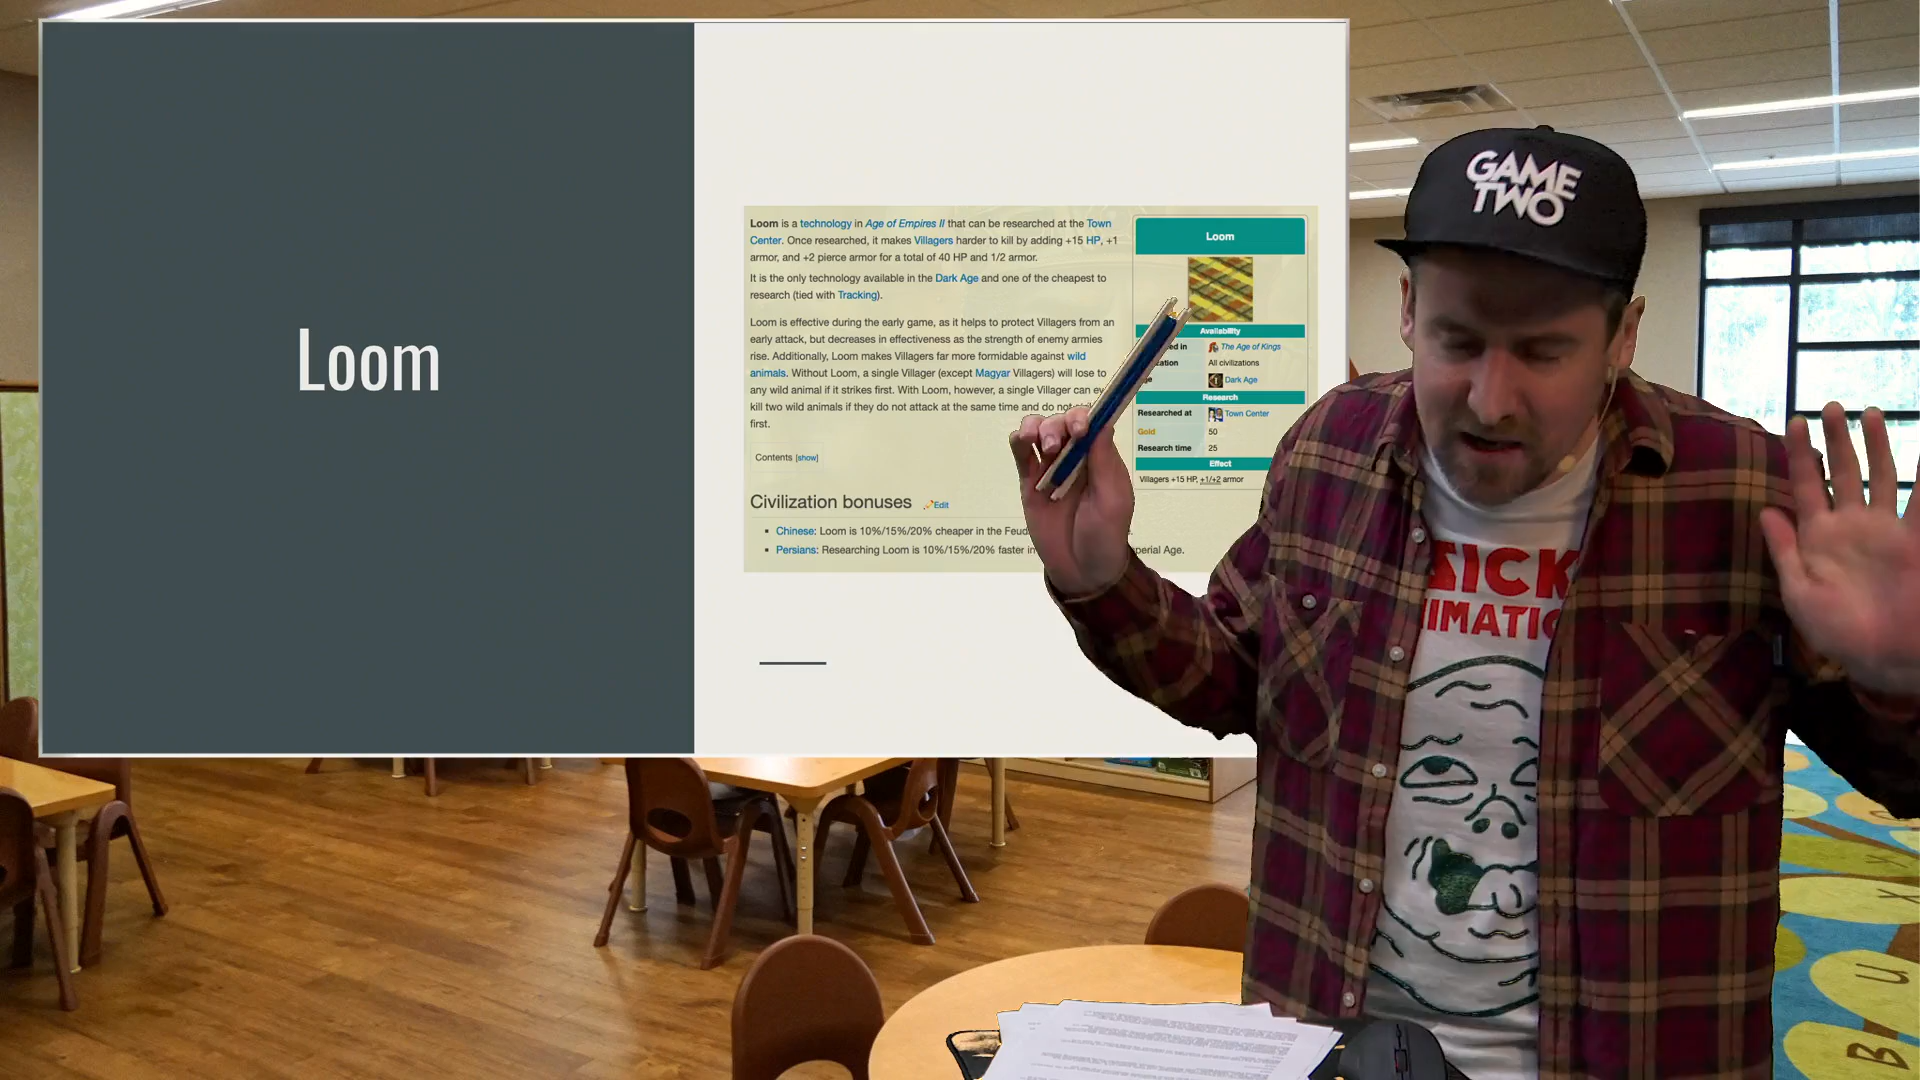 Loom
Loom is a technology in Age of Empires II that can be researched at the Town
Center. Once researched, it makes Villagers harder to kill by adding +15 HP, +1
armor, and +2 pierce armor for a total of 40 HP and 1/2 armor.
It is the only technology available in the Dark Age and one of the cheapest to
research (tied with Tracking).
Loom is effective during the early game, as it helps to protect Villagers from an
early attack, but decreases in effectiveness as the strength of enemy armies
rise. Additionally, Loom makes Villagers far more formidable against wild
animals. Without Loom, a single Villager (except Magyar Villagers) will lose to
any wild animal if it strikes first. With Loom, however, a single Villager can
kill two wild animals if they do not attack at the same time and do not
first.
Contents [show]
Civilization bonuses Edit
Chinese: Loom is 10%/15%/20% cheaper in the
Persians: Researching Loom is 10%/15%/20% faster in perial Age.
Loom
Availability
The Age of Kings
All civilizations
Dark Age
Research
Researched at Town Center
Gold 50
Research time 25
Effect
Villagers +15 HP, +1/+2 armor
GAME
TWO
SICK
IMATIO
B U